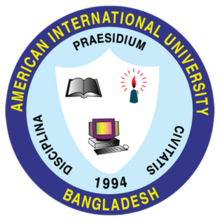 AMERICAN INTERNATIONAL UNIVERSITY
PRAESIDIUM
DISCIPLINA
CIVITATIS
1994
BANGLADESH